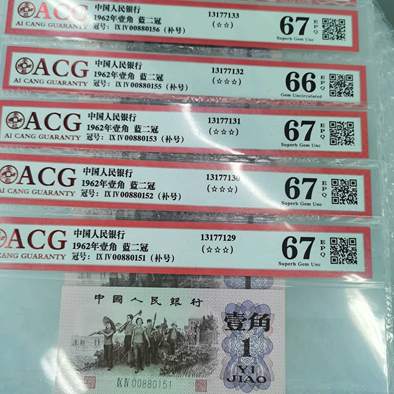 ACG
AI CANG GUARANTY
中国人民银行
1962年壹角 蓝二冠
冠号: IX IV 00880156 (补号)
13177133
(☆☆)
67 EPQ
Superb Gem Unc
ACG
AI CANG GUARANTY
中国人民银行
1962年壹角 蓝二冠
冠号: IX IV 00880155 (补号)
13177132
(☆☆)
66 EPQ
Gem Uncirculated
ACG
AI CANG GUARANTY
中国人民银行
1962年壹角 蓝二冠
冠号: IX IV 00880153 (补号)
13177131
(☆☆☆)
67 EPQ
Superb Gem Unc
ACG
AI CANG GUARANTY
中国人民银行
1962年壹角 蓝二冠
冠号: IX IV 00880152 (补号)
13177130
(☆☆☆)
67 EPQ
Superb Gem Unc
ACG
CANG GUARANTY
中国人民银行
1962年壹角 蓝二冠
冠号: IX IV 00880151 (补号)
13177129
(☆☆☆)
67 EPQ
Superb Gem Unc
中国人民银行
壹角
1
YI
JIAO
IX IV 00880151